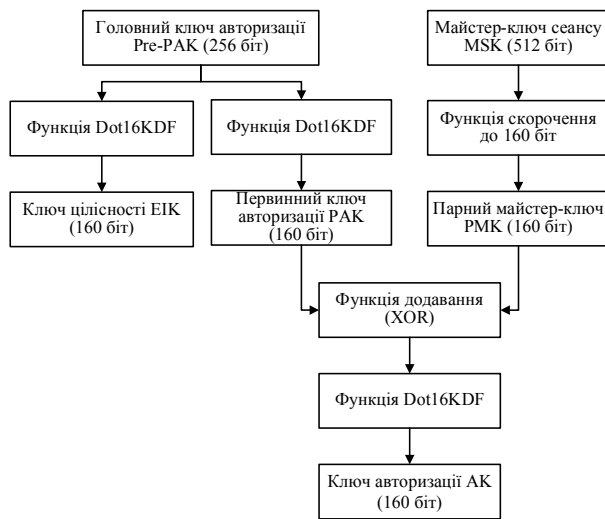 Головний ключ авторизації
Pre-PAK (256 біт)
Майстер-ключ сеансу
MSK (512 біт)
Функція Dot16KDF
Функція Dot16KDF
Функція скорочення
до 160 біт
Ключ цілісності EIK
(160 біт)
Первинний ключ
авторизації PAK
(160 біт)
Парний майстер-ключ
PMK (160 біт)
Функція додавання
(XOR)
Функція Dot16KDF
Ключ авторизації AK
(160 біт)